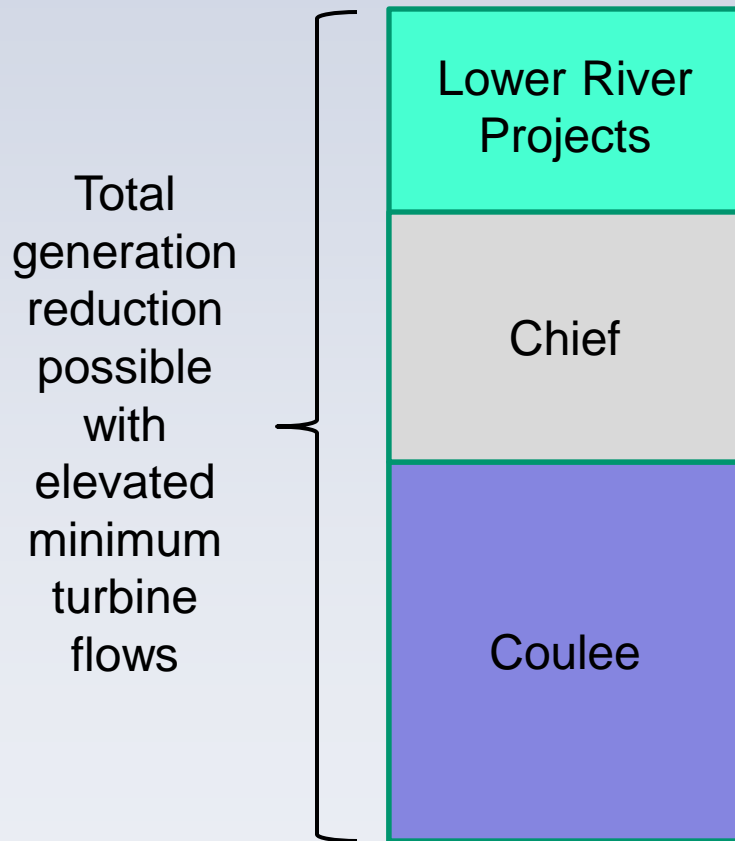 Total
generation
reduction
possible
with
elevated
minimum
turbine
flows
Lower River
Projects
Chief
Coulee